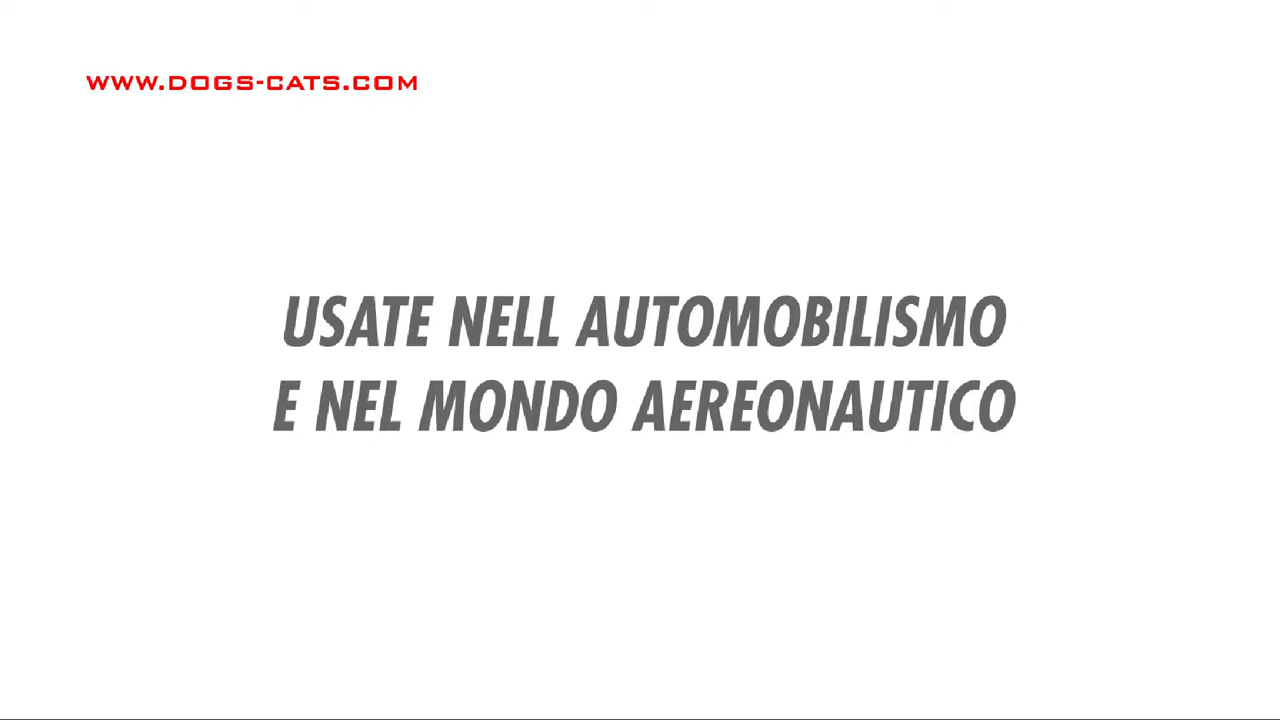 WWW.DOGS-CATS.COM
USATE NELL AUTOMOBILISMO
E NEL MONDO AEREONAUTICO